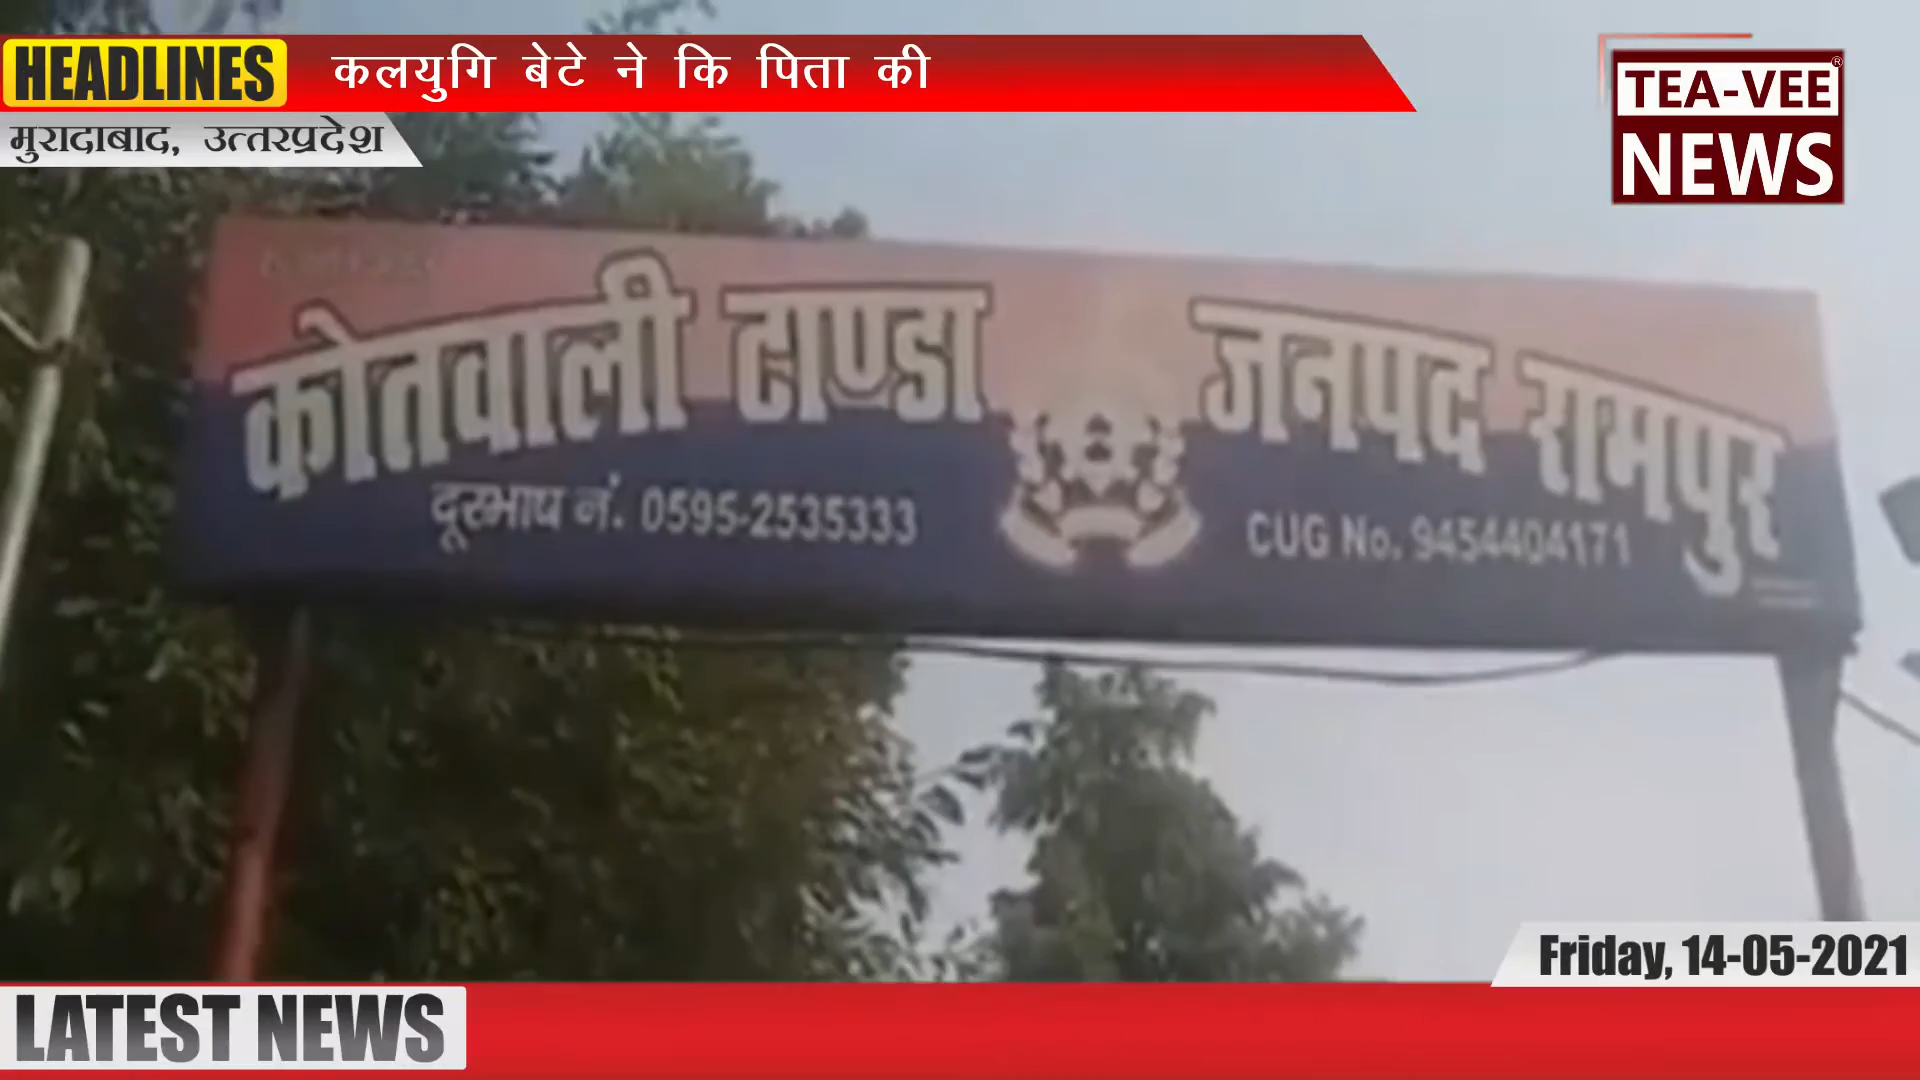 HEADLINES
कलयुगि बेटे ने कि पिता की
मुरादाबाद, उत्तरप्रदेश
TEA-VEE®
NEWS
कोतवाली टाण्डा जनपद रामपुर
दूरभाष नं. 0595-2535333
CUG No. 9454404171
Friday, 14-05-2021
LATEST NEWS